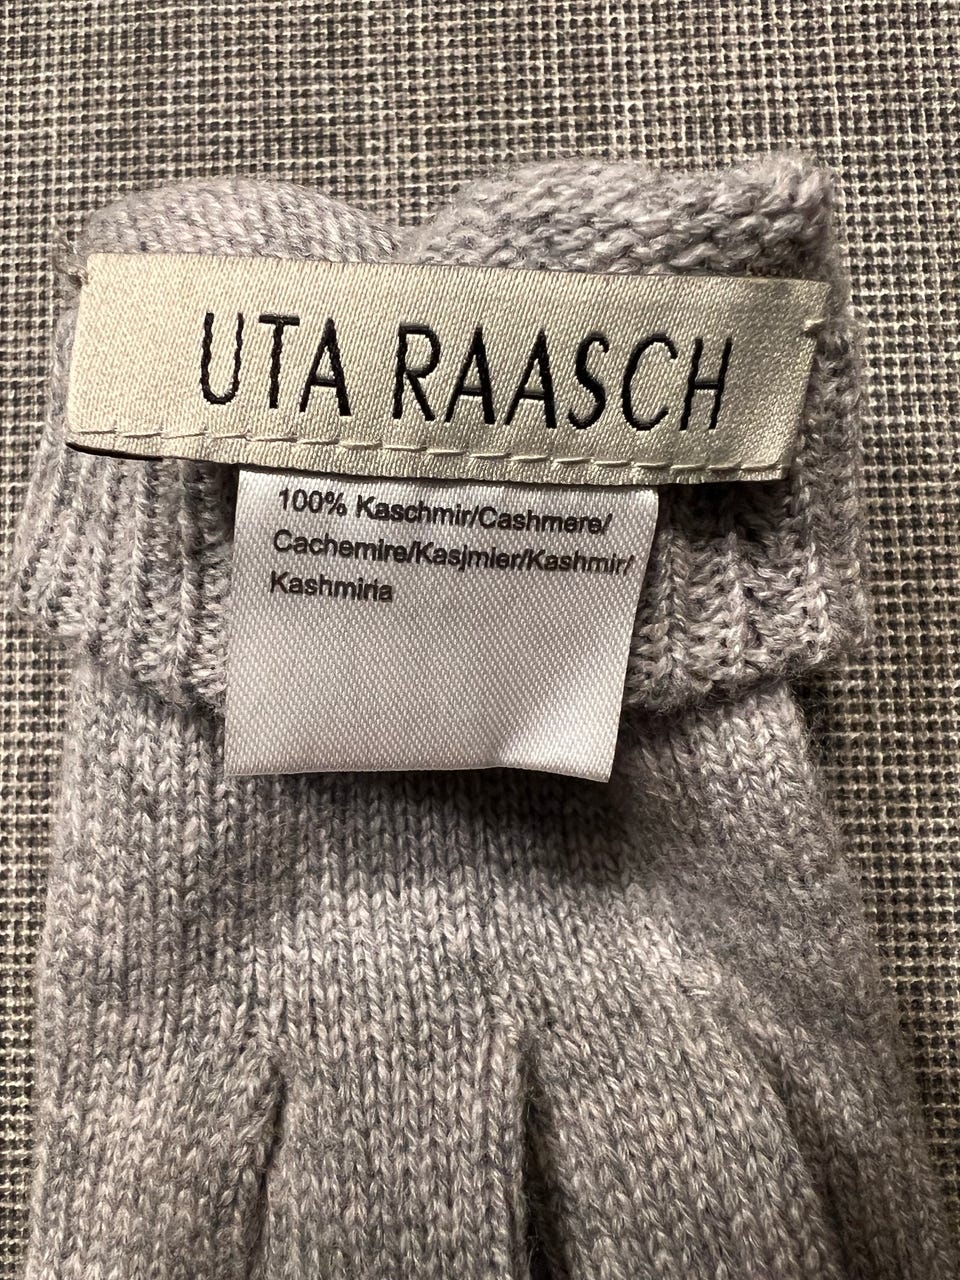 UTA RAASCH
100% Kaschmir/Cashmere/
Cachemire/Kasjmier/Kashmir/
Kashmiria